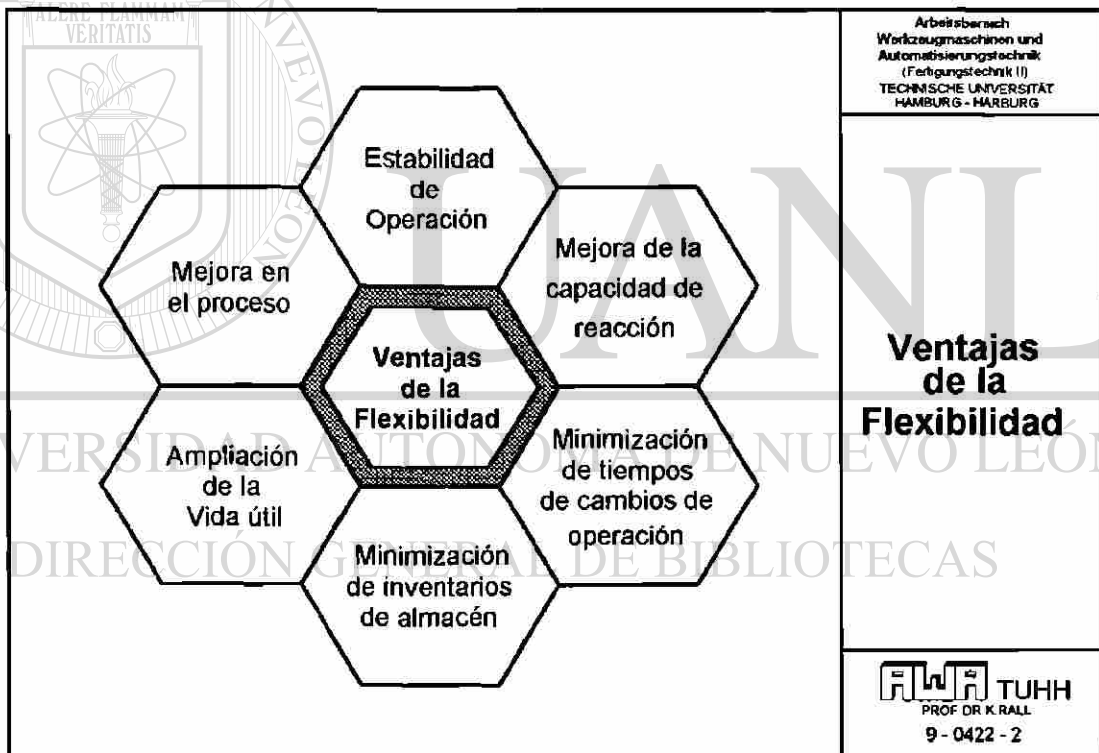 ALERE FLAMMAM
VERITATIS
UANL
UNIVERSIDAD AUTÓNOMA DE NUEVO LEÓN
DIRECCIÓN GENERAL DE BIBLIOTECAS
Estabilidad
de
Operación
Mejora en
el proceso
Mejora de la
capacidad de
reacción
Ventajas
de la
Flexibilidad
Ampliación
de la
Vida útil
Minimización
de tiempos
de cambios de
operación
Minimización
de inventarios
de almacén
Arbeitsbereich
Werkzeugmaschinen und
Automatisierungstechnik
(Fertigungstechnik II)
TECHNISCHE UNIVERSITÄT
HAMBURG - HARBURG
Ventajas
de la
Flexibilidad
AWA TUHH
PROF DR K RALL
9 - 0422 - 2